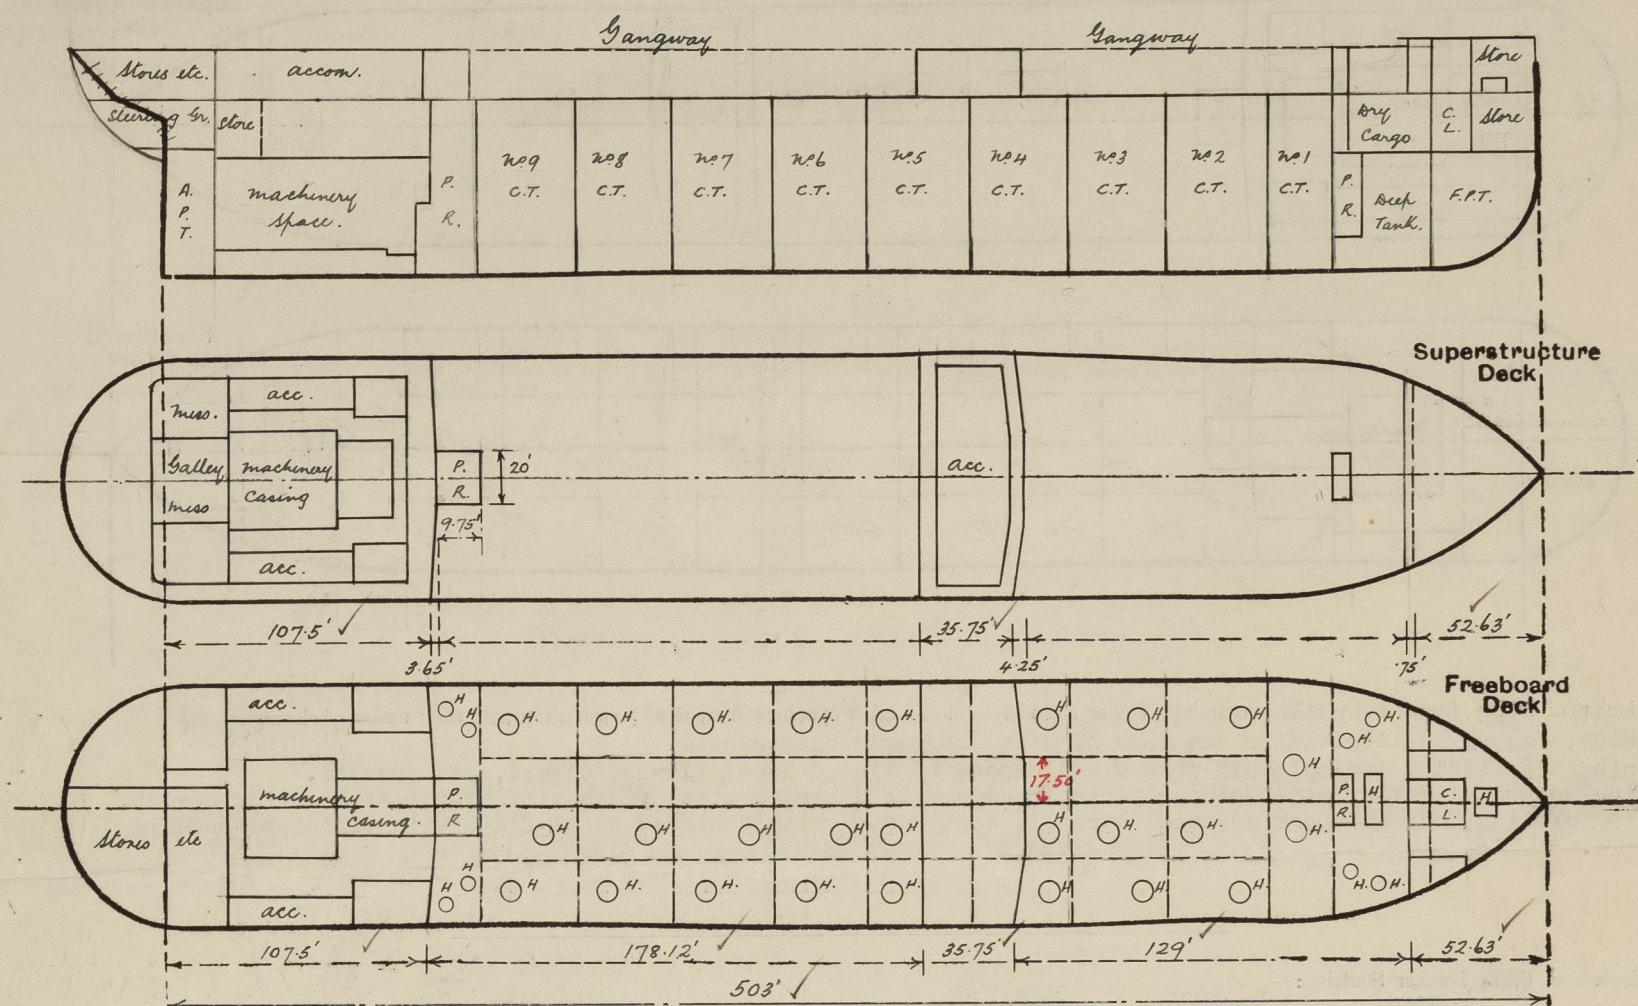 Gangway Gangway
Stores etc. accom. Store
Steering Gr. Store Dry Cargo C. L. Store
No 9 No 8 No 7 No 6 No 5 No 4 No 3 No 2 No 1
C.T. C.T. C.T. C.T. C.T. C.T. C.T. C.T. C.T.
A. P. T.
machinery
space.
P. R.
P. R.
Deep
Tank.
F.P.T.
Superstructure
Deck
mess.
acc.
Galley
machinery
casing
mess
acc.
P. R.
20'
9.75'
acc.
107.5' 35.75' 52.63'
3.65' 4.25' .75'
Freeboard
Deck
acc.
H H H. H. H. H. H. H H. H H.
H.
H
17.50'
machinery
casing.
P. R.
P. R. H C. L. H
Stores etc
H H H H H. H H. H. H.
H H H H. H. H. H. H H. H. H. H.
acc.
107.5' 178.12' 35.75' 129' 52.63'
503'